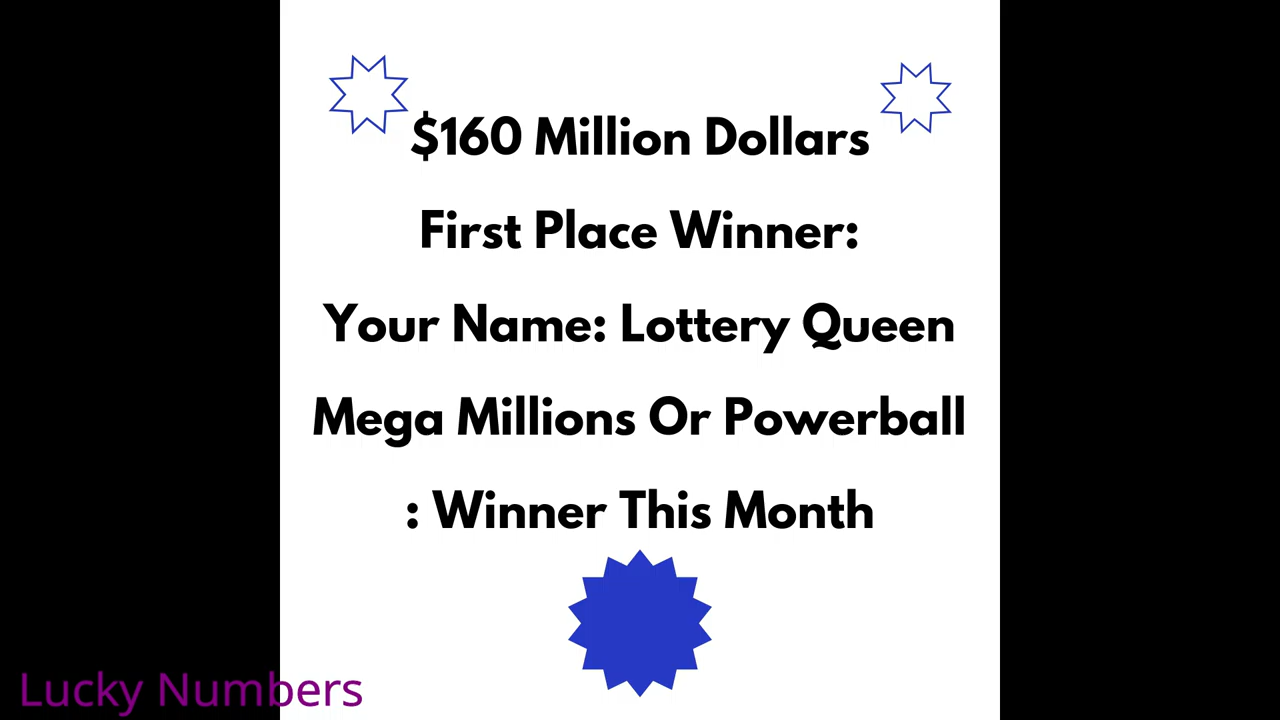 $160 Million Dollars
First Place Winner:
Your Name: Lottery Queen
Mega Millions Or Powerball
: Winner This Month
Lucky Numbers